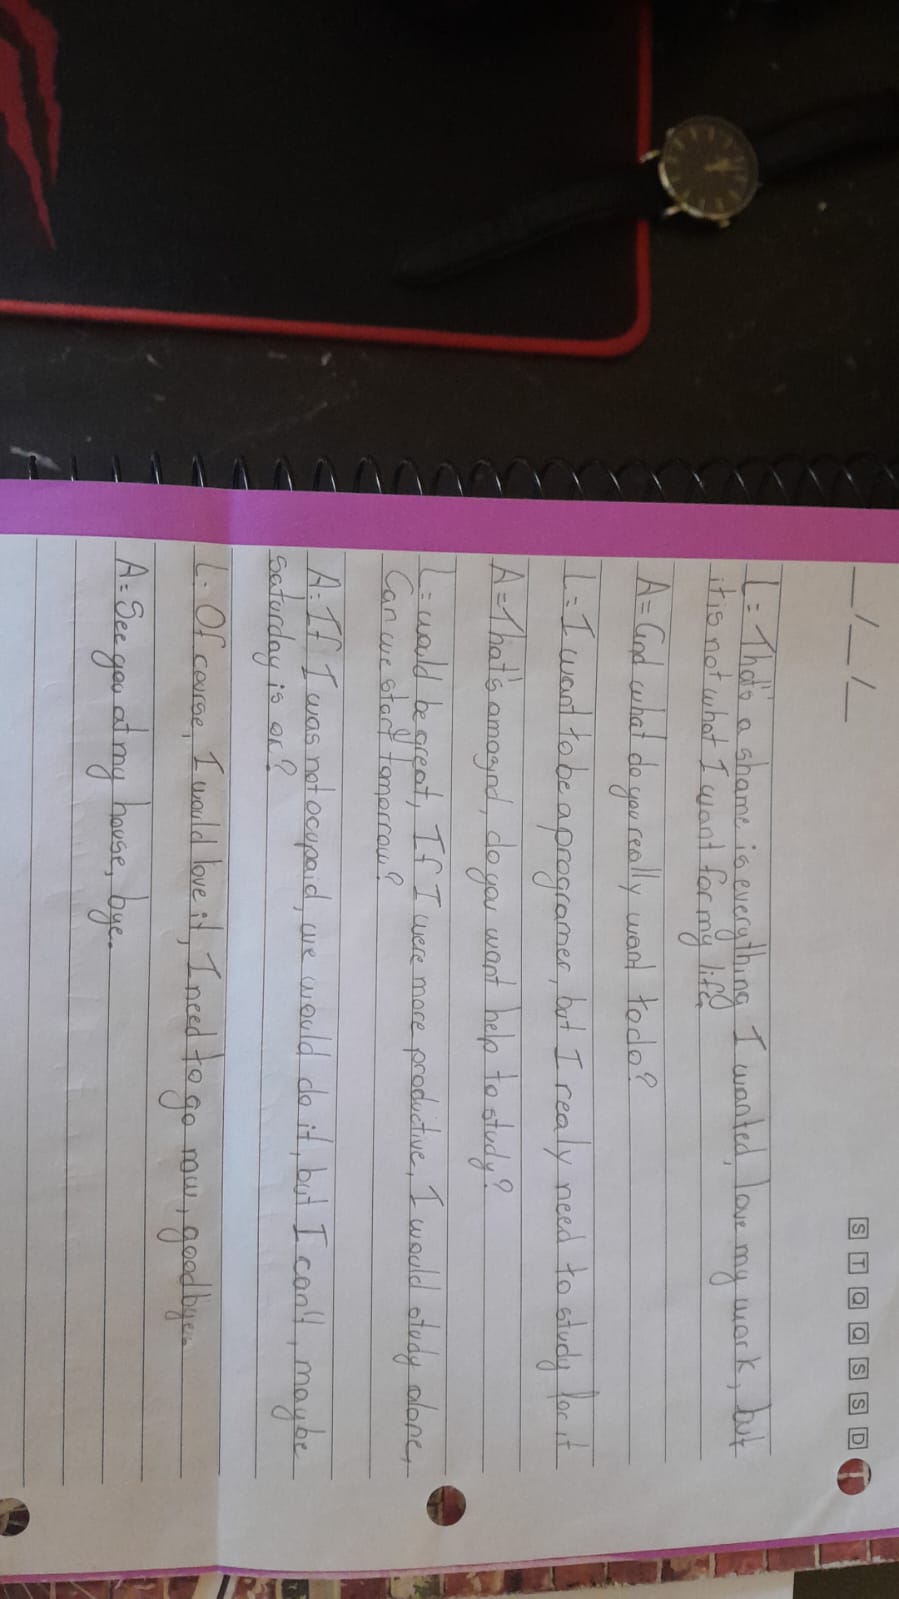 __/__/__
S T Q Q S S D
L= That's a shame is everything I wanted, love my work, but
it is not what I want for my life
A= And what do you really want to do?
L= I want to be a programer, but I realy need to study for it
A= That's amaznd, do you want help to study?
L= would be great, If I were more productive, I would study alone,
Can we start tomorrow?
A= If I was not ocupaid, we would do it, but I can't, maybe
saturday is ok?
L: Of course, I would love it, I need to go now, goodbye.
A= See you at my house, bye.